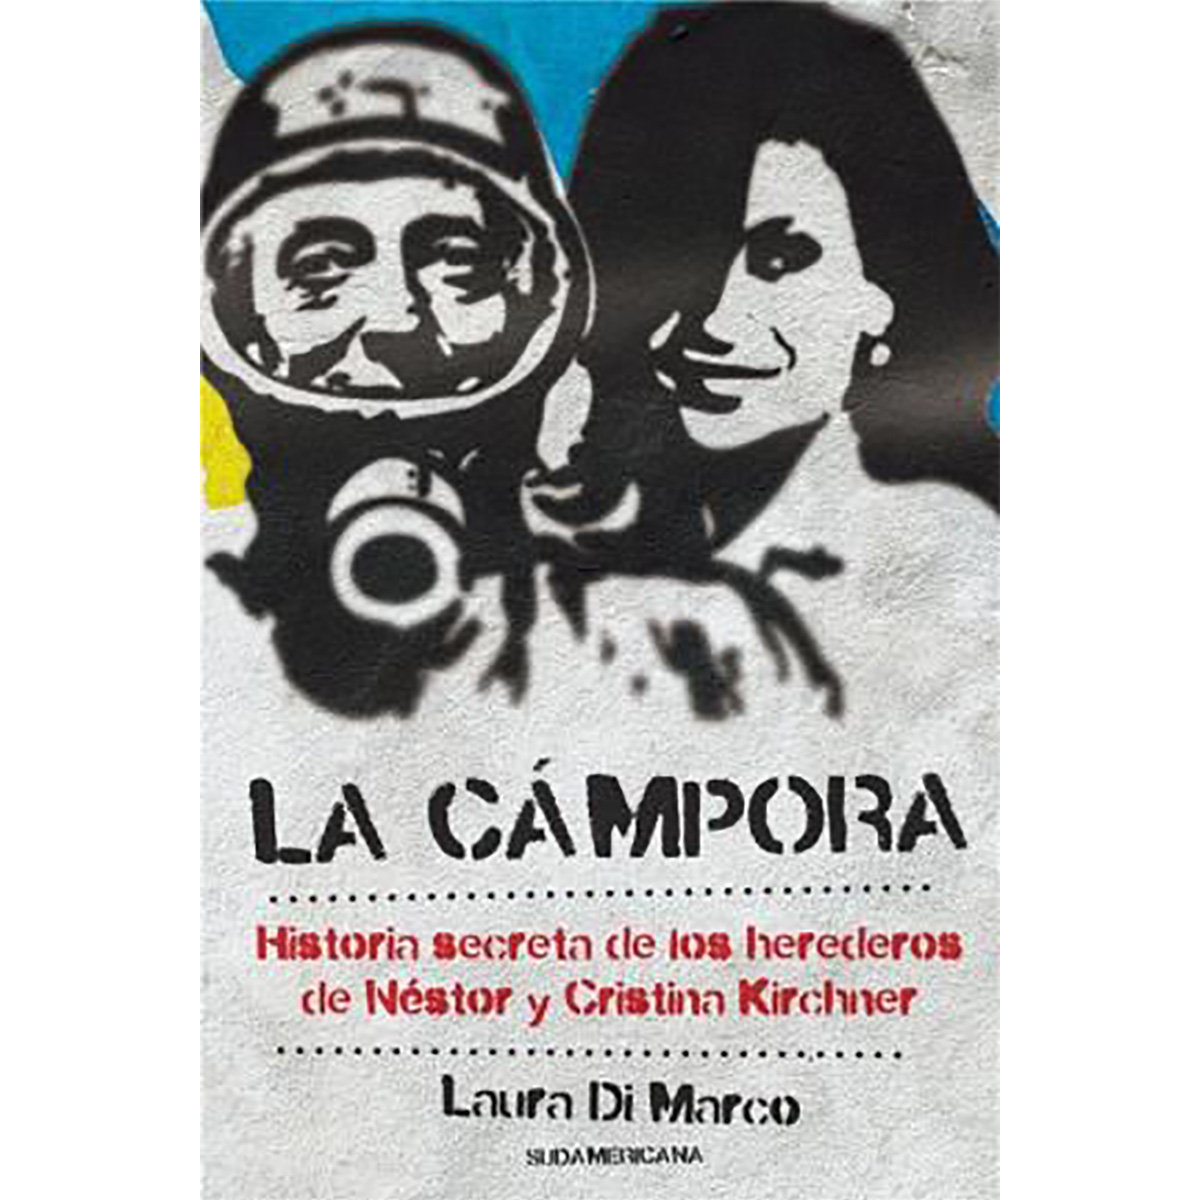 LA CÁMPORA
Historia secreta de los herederos
de Néstor y Cristina Kirchner
Laura Di Marco
SUDAMERICANA